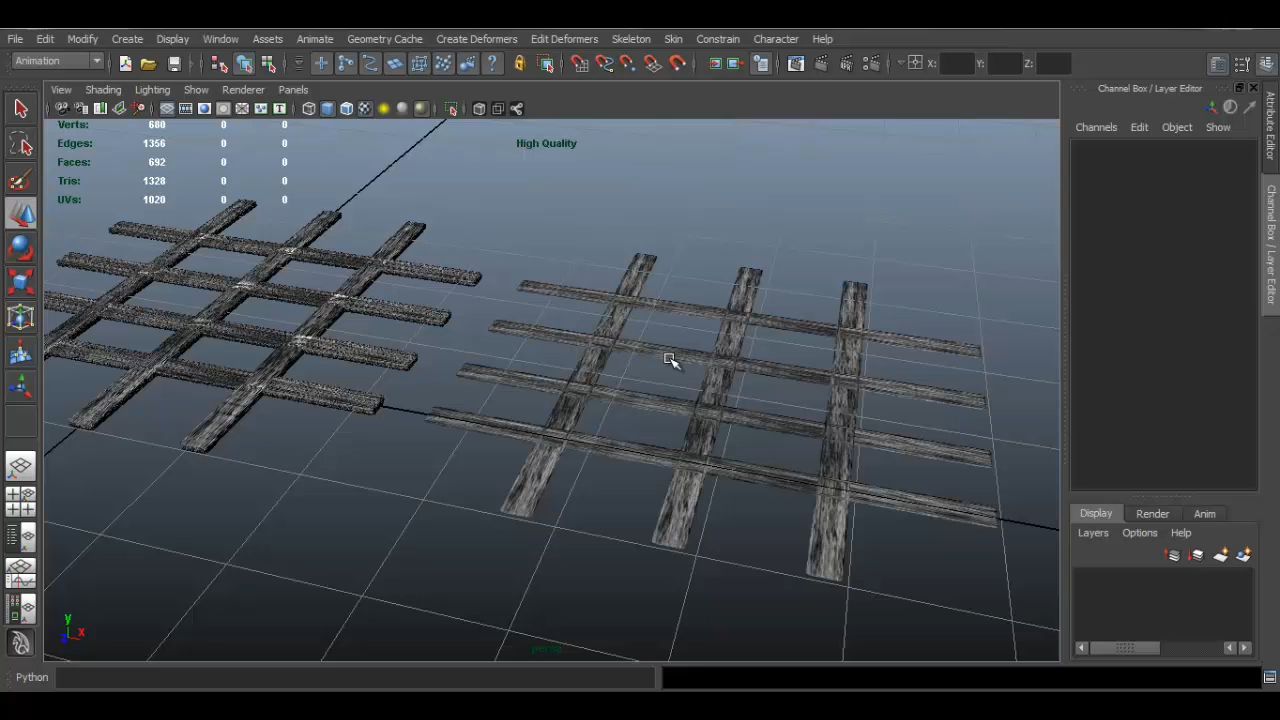 File Edit Modify Create Display Window Assets Animate Geometry Cache Create Deformers Edit Deformers Skeleton Skin Constrain Character Help
Animation X: Y: Z:
View Shading Lighting Show Renderer Panels
Channel Box / Layer Editor
Channels Edit Object Show
Verts: 680 0 0
Edges: 1356 0 0
Faces: 692 0 0
Tris: 1328 0 0
UVs: 1020 0 0
High Quality
Attribute Editor
Channel Box / Layer Editor
Display Render Anim
Layers Options Help
y
x
z
persp
Python